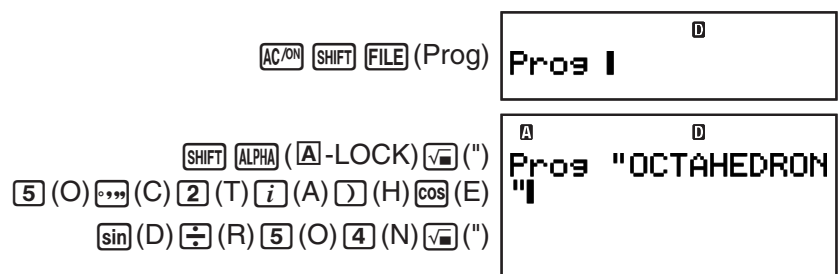 D
AC/ON SHIFT FILE (Prog) Prog
A D
SHIFT ALPHA (A-LOCK) √■ (") Prog "OCTAHEDRON
5 (O) °''' (C) 2 (T) i (A) ) (H) cos (E) "
sin (D) ÷ (R) 5 (O) 4 (N) √■ (")